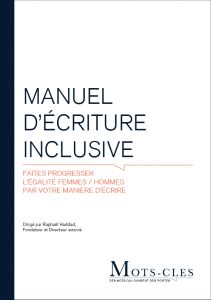 MANUEL
D'ÉCRITURE
INCLUSIVE
FAITES PROGRESSER
L'ÉGALITÉ FEMMES / HOMMES
PAR VOTRE MANIÈRE D'ÉCRIRE
Dirigé par Raphaël Haddad,
Fondateur et Directeur associé
MOTS-CLÉS
DES MOTS QUI OUVRENT DES PORTES